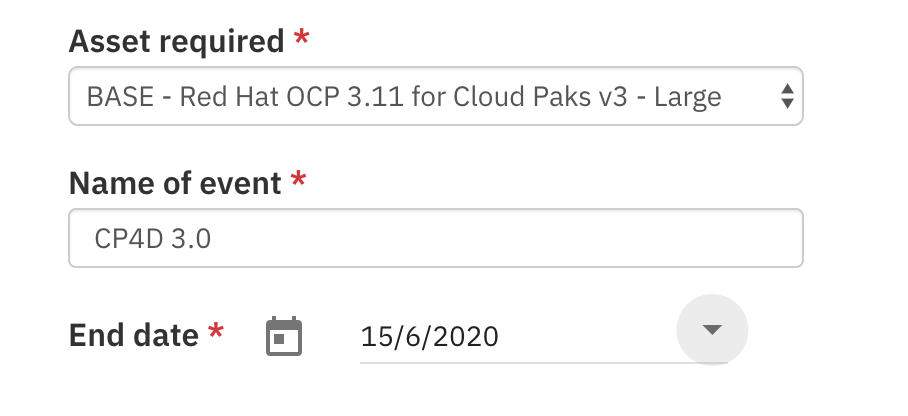 Asset required *
BASE - Red Hat OCP 3.11 for Cloud Paks v3 - Large
Name of event *
CP4D 3.0
End date * 15/6/2020